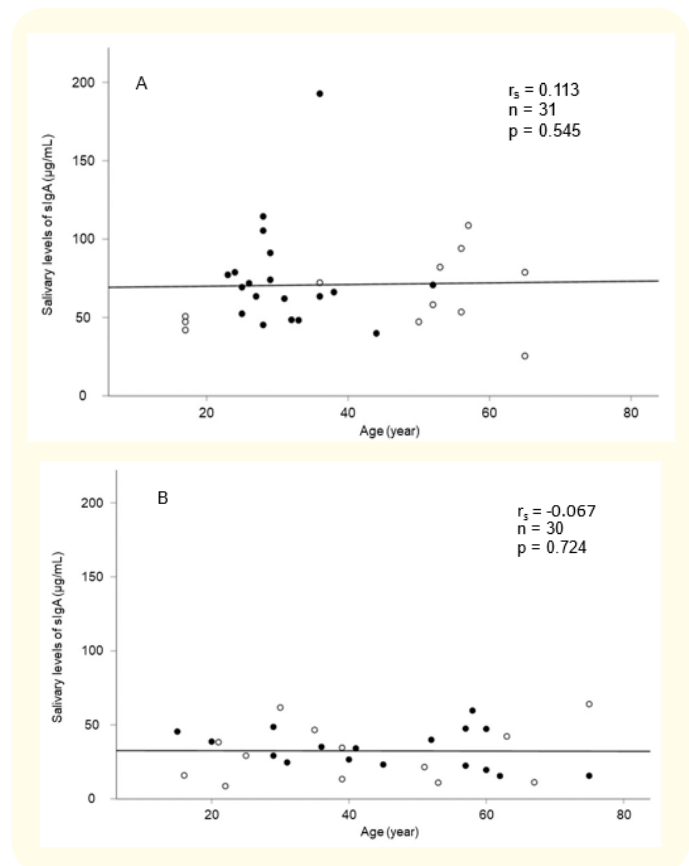 A
rs = 0.113
n = 31
p = 0.545
200
150
100
50
0
Salivary levels of sIgA (µg/mL)
20 40 60 80
Age (year)
B
rs = -0.067
n = 30
p = 0.724
200
150
100
50
0
Salivary levels of sIgA (µg/mL)
20 40 60 80
Age (year)